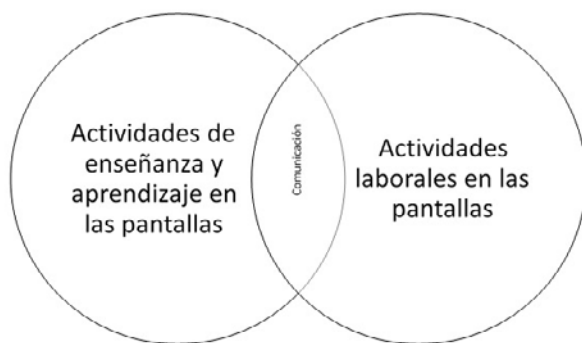 Actividades de
enseñanza y
aprendizaje en
las pantallas
Comunicación
Actividades
laborales en las
pantallas